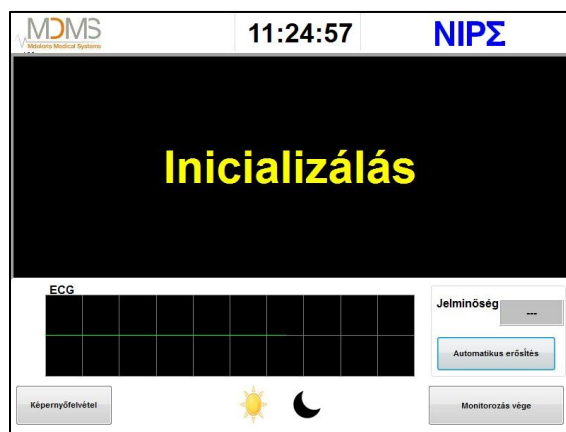 MDMS
Mdoloris Medical Systems
11:24:57
NIPΣ
Inicializálás
ECG
Jelminőség
---
Automatikus erősítés
Képernyőfelvétel
Monitorozás vége